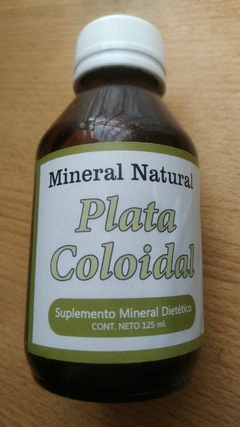 Mineral Natural
Plata
Coloidal
Suplemento Mineral Dietético
CONT. NETO 125 ml.